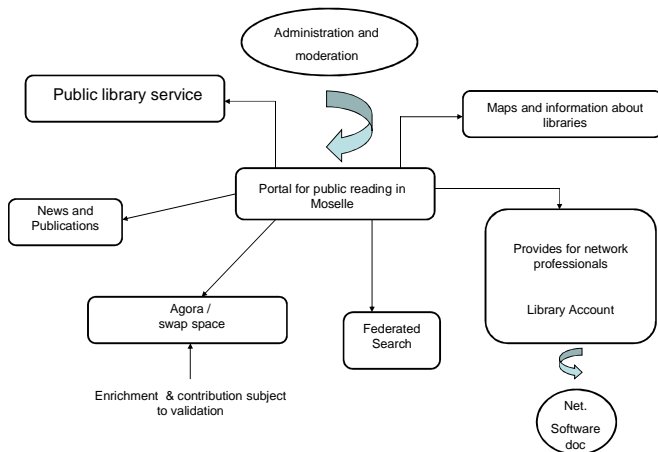 Administration and
moderation
Public library service
Maps and information about
libraries
Portal for public reading in
Moselle
News and
Publications
Provides for network
professionals
Library Account
Agora /
swap space
Federated
Search
Enrichment & contribution subject
to validation
Net.
Software
doc